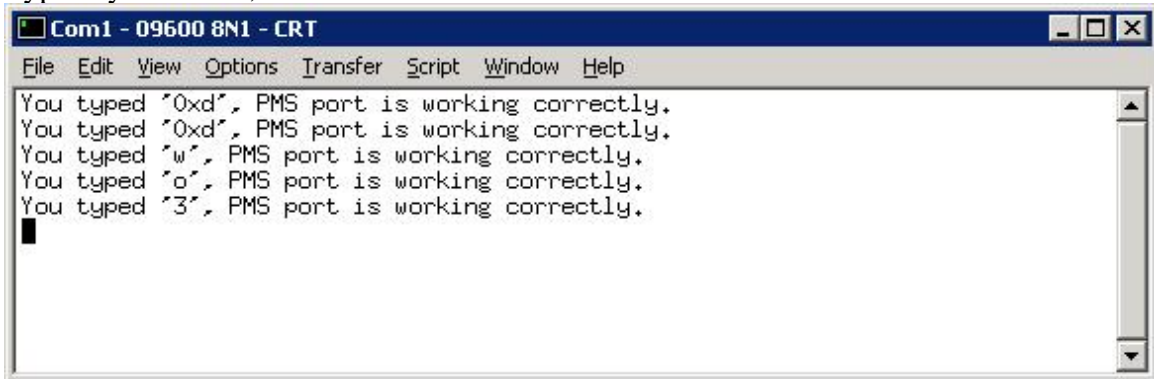 Com1 - 09600 8N1 - CRT
File Edit View Options Transfer Script Window Help
You typed "0xd", PMS port is working correctly.
You typed "0xd", PMS port is working correctly.
You typed "w", PMS port is working correctly.
You typed "o", PMS port is working correctly.
You typed "3", PMS port is working correctly.